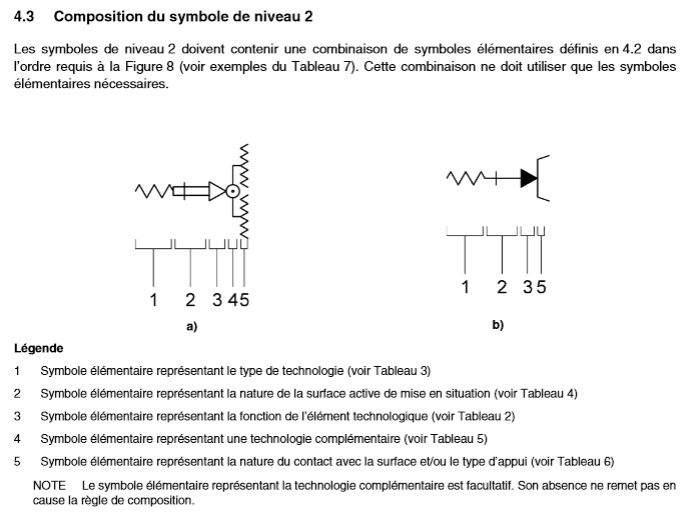 4.3 Composition du symbole de niveau 2
Les symboles de niveau 2 doivent contenir une combinaison de symboles élémentaires définis en 4.2 dans
l'ordre requis à la Figure 8 (voir exemples du Tableau 7). Cette combinaison ne doit utiliser que les symboles
élémentaires nécessaires.
1 2 3 4 5
1 2 3 5
a)
b)
Légende
1 Symbole élémentaire représentant le type de technologie (voir Tableau 3)
2 Symbole élémentaire représentant la nature de la surface active de mise en situation (voir Tableau 4)
3 Symbole élémentaire représentant la fonction de l'élément technologique (voir Tableau 2)
4 Symbole élémentaire représentant une technologie complémentaire (voir Tableau 5)
5 Symbole élémentaire représentant la nature du contact avec la surface et/ou le type d'appui (voir Tableau 6)
NOTE Le symbole élémentaire représentant la technologie complémentaire est facultatif. Son absence ne remet pas en
cause la règle de composition.